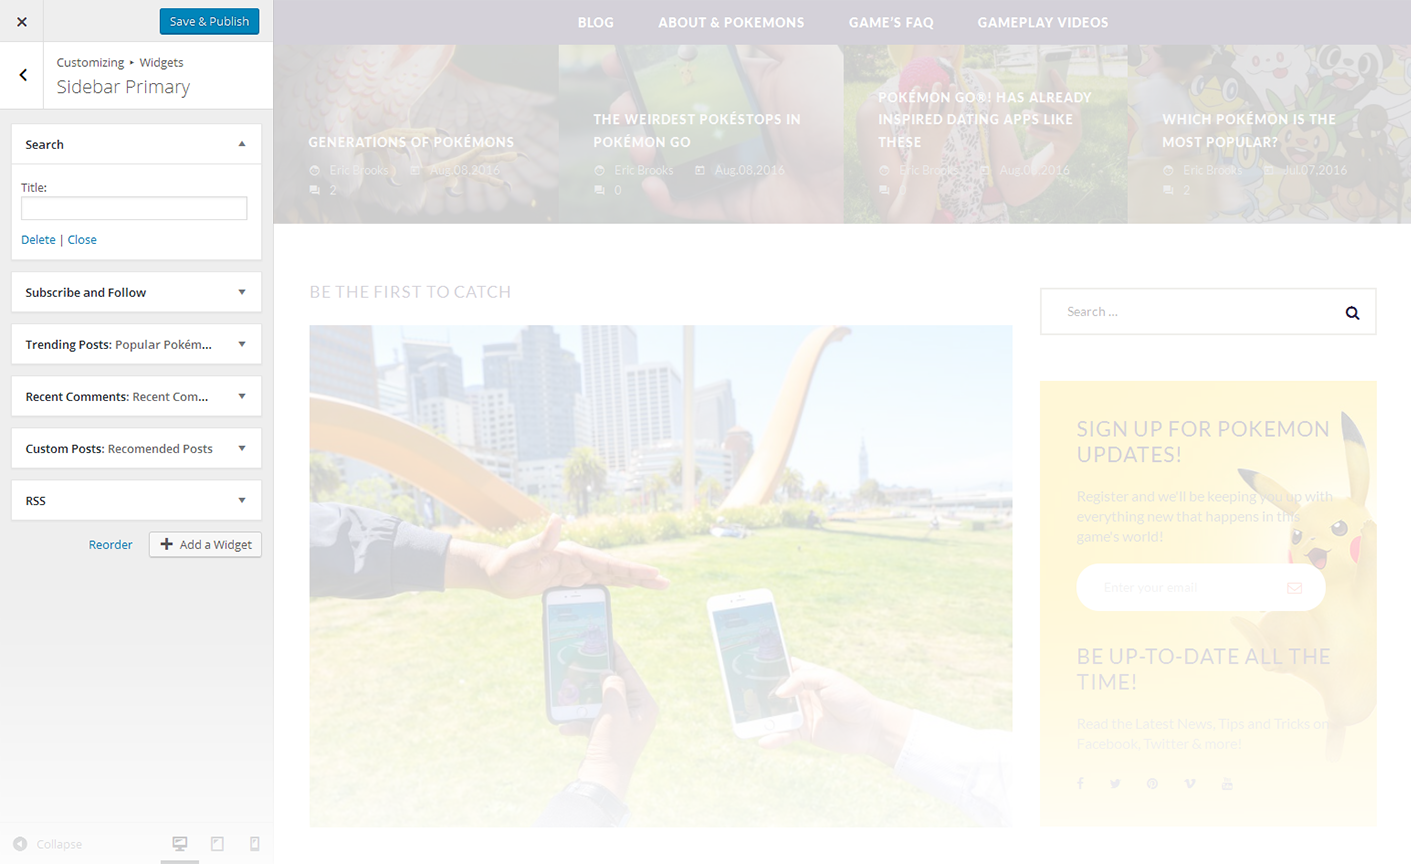 Save & Publish
Customizing ▸ Widgets
Sidebar Primary
Search
Title:
Delete | Close
Subscribe and Follow
Trending Posts: Popular Pokém...
Recent Comments: Recent Com...
Custom Posts: Recomended Posts
RSS
Reorder
Add a Widget
Collapse
BLOG ABOUT & POKEMONS GAME'S FAQ GAMEPLAY VIDEOS
GENERATIONS OF POKÉMONS
Eric Brooks Aug.08,2016
2
THE WEIRDEST POKÉSTOPS IN
POKÉMON GO
Eric Brooks Aug.08,2016
0
POKÉMON GO®! HAS ALREADY
INSPIRED DATING APPS LIKE
THESE
Eric Brooks
WHICH POKÉMON IS THE
MOST POPULAR?
Eric Brooks Jul.07,2016
2
BE THE FIRST TO CATCH
Search ...
SIGN UP FOR POKEMON
UPDATES!
Register and we'll be keeping you up with
everything new that happens in this
game's world!
Enter your email
BE UP-TO-DATE ALL THE
TIME!
Read the Latest News, Tips and Tricks on
Facebook, Twitter & more!